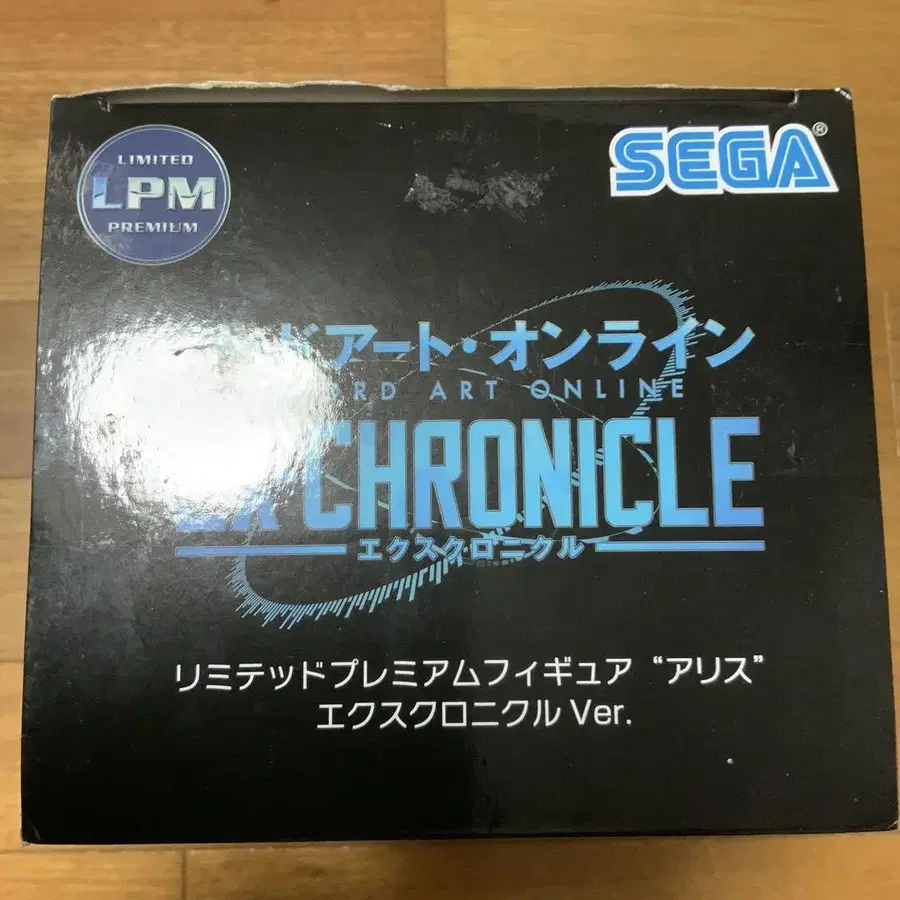 LIMITED
LPM
PREMIUM
SEGA®
ドアート・オンライン
ART ONLINE
CHRONICLE
エクスクロニクル
リミテッドプレミアムフィギュア “アリス”
エクスクロニクル Ver.